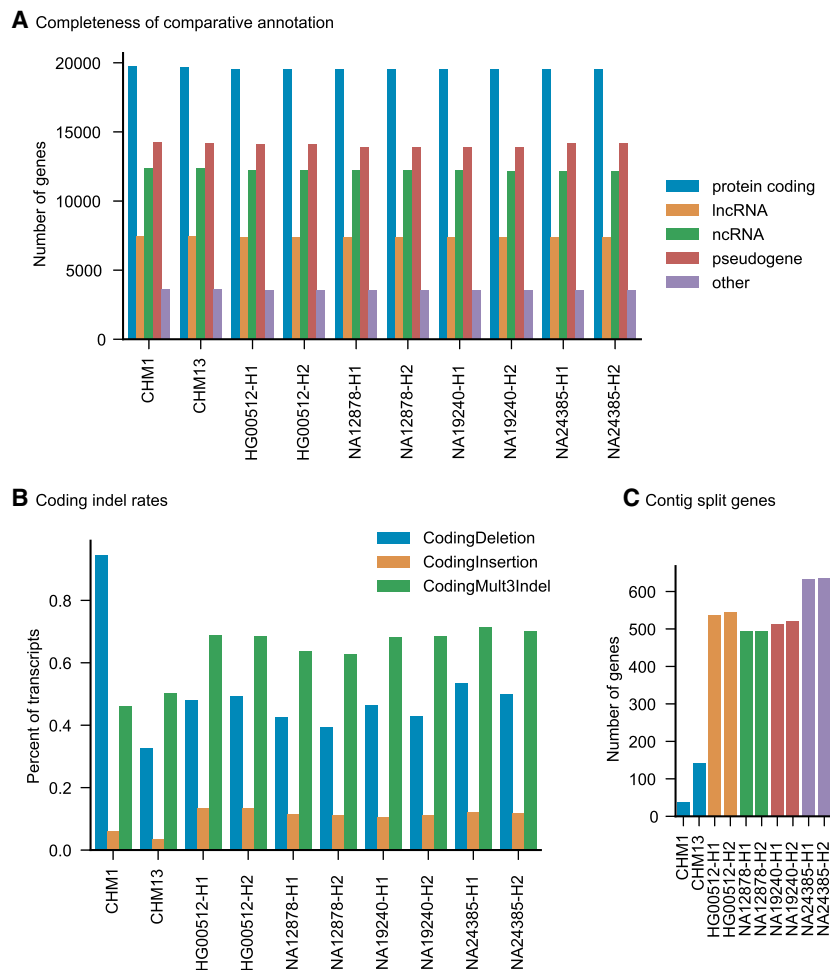 A Completeness of comparative annotation
20000
15000
10000
5000
0
Number of genes
CHM1
CHM13
HG00512-H1
HG00512-H2
NA12878-H1
NA12878-H2
NA19240-H1
NA19240-H2
NA24385-H1
NA24385-H2
protein coding
lncRNA
ncRNA
pseudogene
other
B Coding indel rates
CodingDeletion
CodingInsertion
CodingMult3Indel
0.8
0.6
0.4
0.2
0.0
Percent of transcripts
CHM1
CHM13
HG00512-H1
HG00512-H2
NA12878-H1
NA12878-H2
NA19240-H1
NA19240-H2
NA24385-H1
NA24385-H2
C Contig split genes
600
500
400
300
200
100
0
Number of genes
CHM1
CHM13
HG00512-H1
HG00512-H2
NA12878-H1
NA12878-H2
NA19240-H1
NA19240-H2
NA24385-H1
NA24385-H2